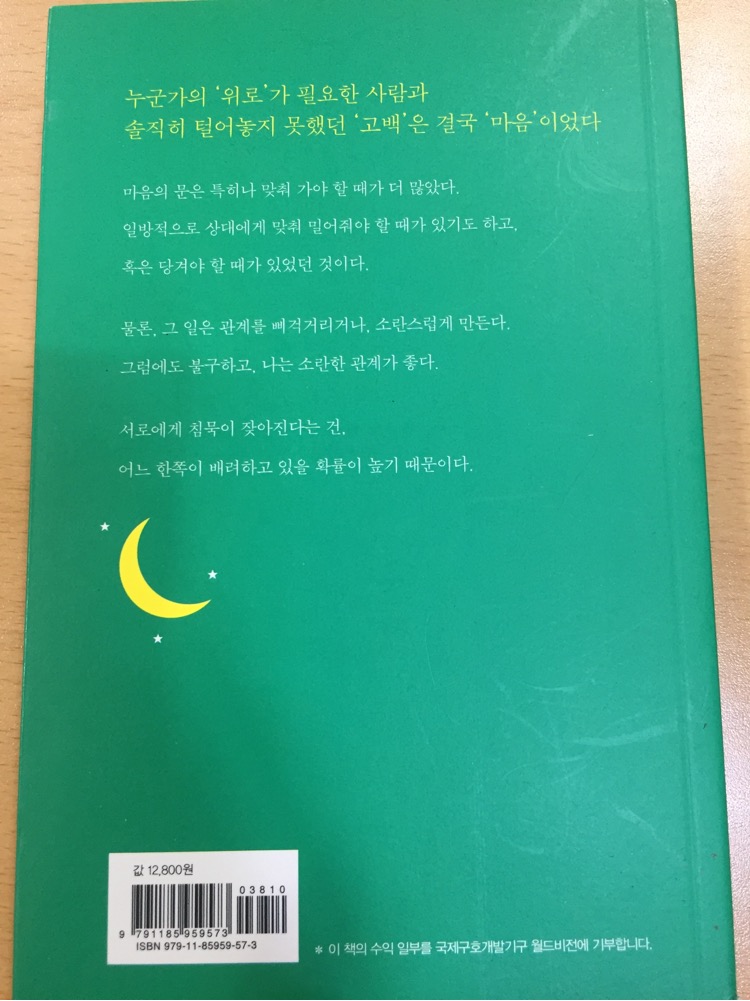 누군가의 ‘위로’가 필요한 사람과
솔직히 털어놓지 못했던 ‘고백’은 결국 ‘마음’이었다
마음의 문은 특히나 맞춰 가야 할 때가 더 많았다.
일방적으로 상대에게 맞춰 밀어줘야 할 때가 있기도 하고,
혹은 당겨야 할 때가 있었던 것이다.
물론, 그 일은 관계를 삐걱거리거나, 소란스럽게 만든다.
그럼에도 불구하고, 나는 소란한 관계가 좋다.
서로에게 침묵이 잦아진다는 건,
어느 한쪽이 배려하고 있을 확률이 높기 때문이다.
값 12,800원
03810
9 791185 959573
ISBN 979-11-85959-57-3
* 이 책의 수익 일부를 국제구호개발기구 월드비전에 기부합니다.